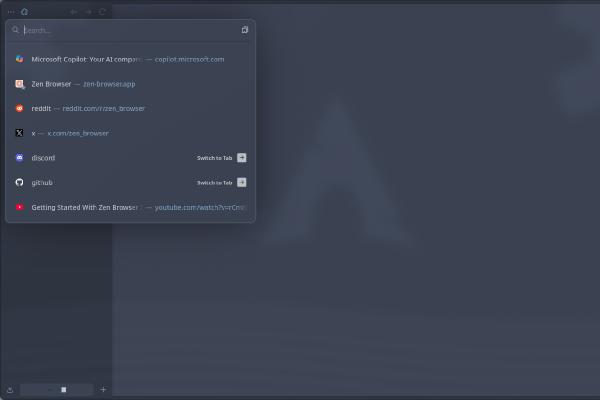 Search...
Microsoft Copilot: Your AI compan — copilot.microsoft.com
Zen Browser — zen-browser.app
reddit — reddit.com/r/zen_browser
x — x.com/zen_browser
discord Switch to Tab
github Switch to Tab
Getting Started With Zen Browser — youtube.com/watch?v=rCm